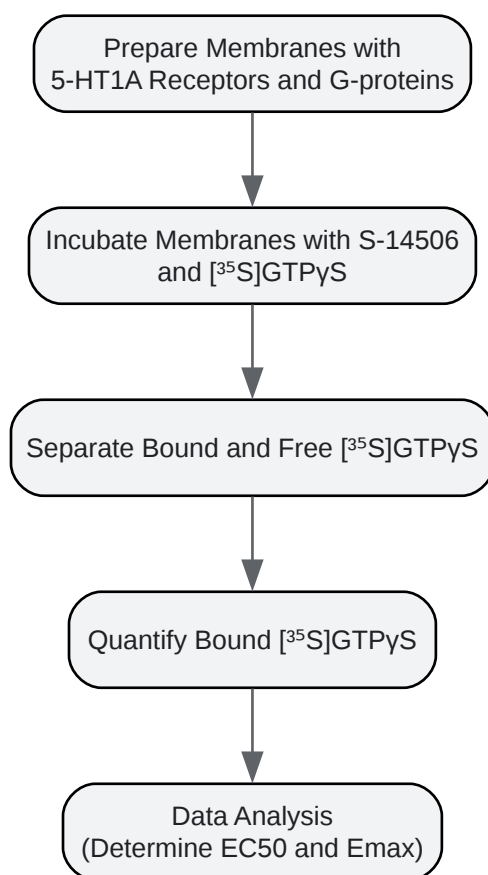 Prepare Membranes with
5-HT1A Receptors and G-proteins
Incubate Membranes with S-14506
and [³⁵S]GTPγS
Separate Bound and Free [³⁵S]GTPγS
Quantify Bound [³⁵S]GTPγS
Data Analysis
(Determine EC50 and Emax)